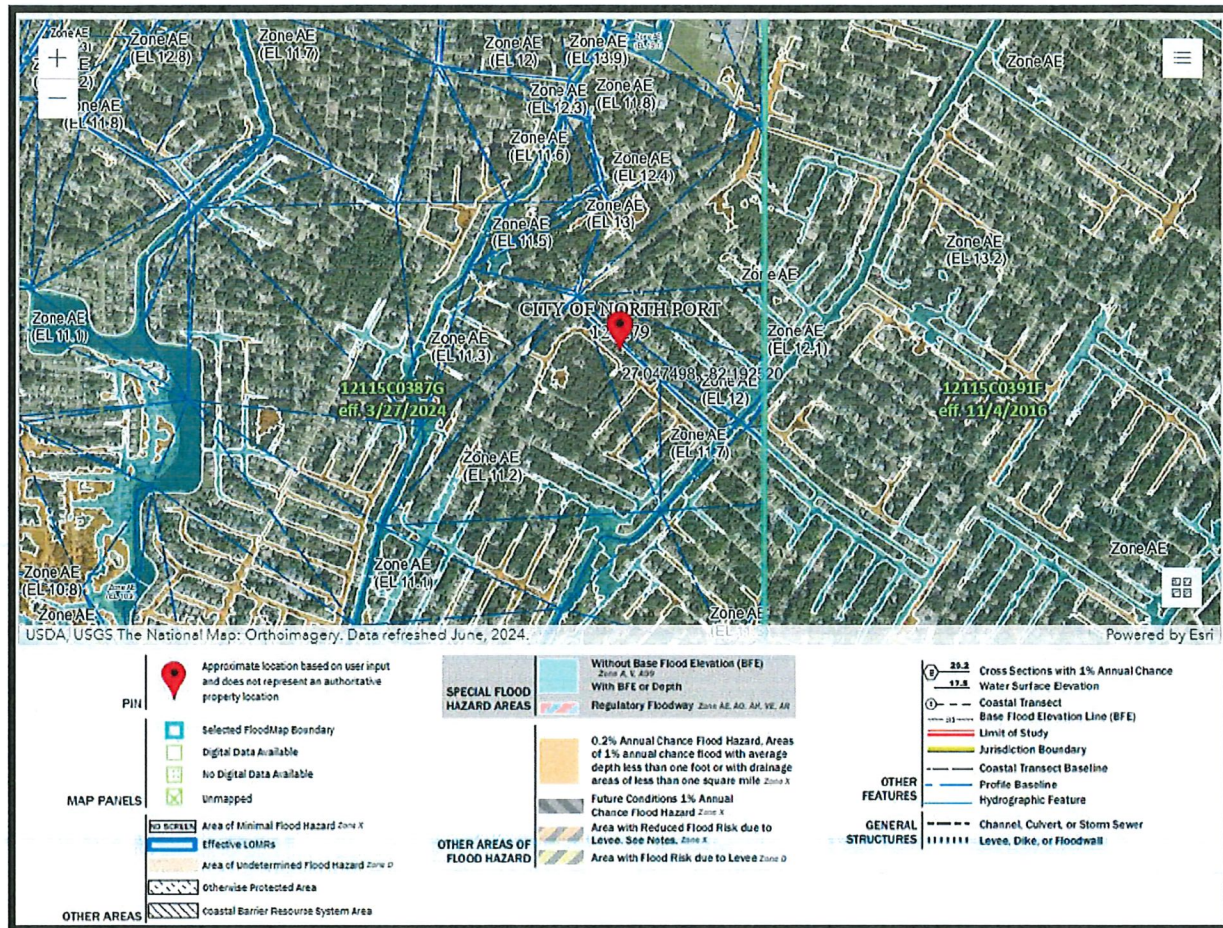 +
−
Zone AE
(EL 12.8)
Zone AE
(EL 11.7)
Zone AE
(EL 12)
Zone AE
(EL 13.9)
Zone AE
Zone AE
(EL 11.8)
Zone AE
(EL 12.3)
Zone AE
(EL 11.8)
Zone AE
(EL 11.6)
Zone AE
(EL 12.4)
Zone AE
(EL 13)
Zone AE
(EL 11.5)
Zone AE
(EL 13.2)
Zone AE
CITY OF NORTH PORT
Zone AE
(EL 11.1)
Zone AE
(EL 11.3)
Zone AE
(EL 12.1)
27.047498, -82.192520
12115C0387G
eff. 3/27/2024
Zone AE
(EL 12)
12115C0391F
eff. 11/4/2016
Zone AE
(EL 11.7)
Zone AE
(EL 11.2)
Zone AE
(EL 10.8)
Zone AE
(EL 11.1)
Zone AE
Zone AE
Zone AE
USDA, USGS The National Map: Orthoimagery. Data refreshed June, 2024.
Powered by Esri
PIN
Approximate location based on user input
and does not represent an authoritative
property location
MAP PANELS
Selected FloodMap Boundary
Digital Data Available
No Digital Data Available
Unmapped
OTHER AREAS
NO SCREEN Area of Minimal Flood Hazard Zone X
Effective LOMRs
Area of Undetermined Flood Hazard Zone D
Otherwise Protected Area
Coastal Barrier Resource System Area
SPECIAL FLOOD
HAZARD AREAS
Without Base Flood Elevation (BFE)
Zone A, V, A99
With BFE or Depth
Regulatory Floodway Zone AE, AO, AH, VE, AR
OTHER AREAS OF
FLOOD HAZARD
0.2% Annual Chance Flood Hazard, Areas
of 1% annual chance flood with average
depth less than one foot or with drainage
areas of less than one square mile Zone X
Future Conditions 1% Annual
Chance Flood Hazard Zone X
Area with Reduced Flood Risk due to
Levee. See Notes. Zone X
Area with Flood Risk due to Levee Zone D
OTHER
FEATURES
20.2 Cross Sections with 1% Annual Chance
17.5 Water Surface Elevation
Coastal Transect
Base Flood Elevation Line (BFE)
Limit of Study
Jurisdiction Boundary
Coastal Transect Baseline
Profile Baseline
Hydrographic Feature
GENERAL
STRUCTURES
Channel, Culvert, or Storm Sewer
Levee, Dike, or Floodwall